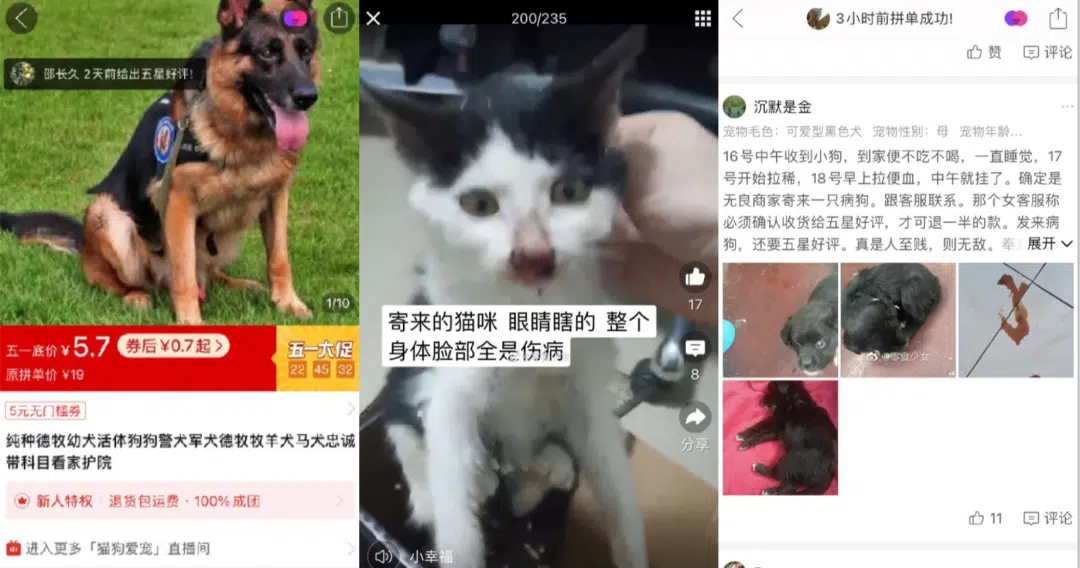 邵长久 2天前给出五星好评!
1/10
五一底价¥5.7 券后¥0.7起
原拼单价 ¥19
五一大促
22 45 32
5元无门槛券
纯种德牧幼犬活体狗狗警犬军犬德牧牧羊犬马犬忠诚
带科目看家护院
新人特权 退货包运费·100%成团
进入更多「猫狗爱宠」直播间
200/235
寄来的猫咪 眼睛瞎的 整个
身体脸部全是伤病
17
8
分享
小幸福
3小时前拼单成功!
赞 评论
沉默是金
宠物毛色：可爱型黑色犬 宠物性别：母 宠物年龄...
16号中午收到小狗，到家便不吃不喝，一直睡觉，17
号开始拉稀，18号早上拉便血，中午就挂了。确定是
无良商家寄来一只病狗。跟客服联系。那个女客服称
必须确认收货给五星好评，才可退一半的款。发来病
狗，还要五星好评。真是人至贱，则无敌。奉 展开
@零食少女
11 评论